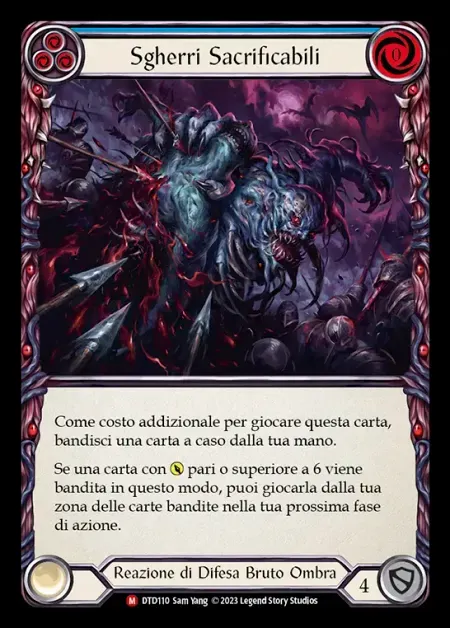 Sgherri Sacrificabili
0
Come costo addizionale per giocare questa carta,
bandisci una carta a caso dalla tua mano.
Se una carta con pari o superiore a 6 viene
bandita in questo modo, puoi giocarla dalla tua
zona delle carte bandite nella tua prossima fase
di azione.
Reazione di Difesa Bruto Ombra
4
M DTD110 Sam Yang ©2023 Legend Story Studios